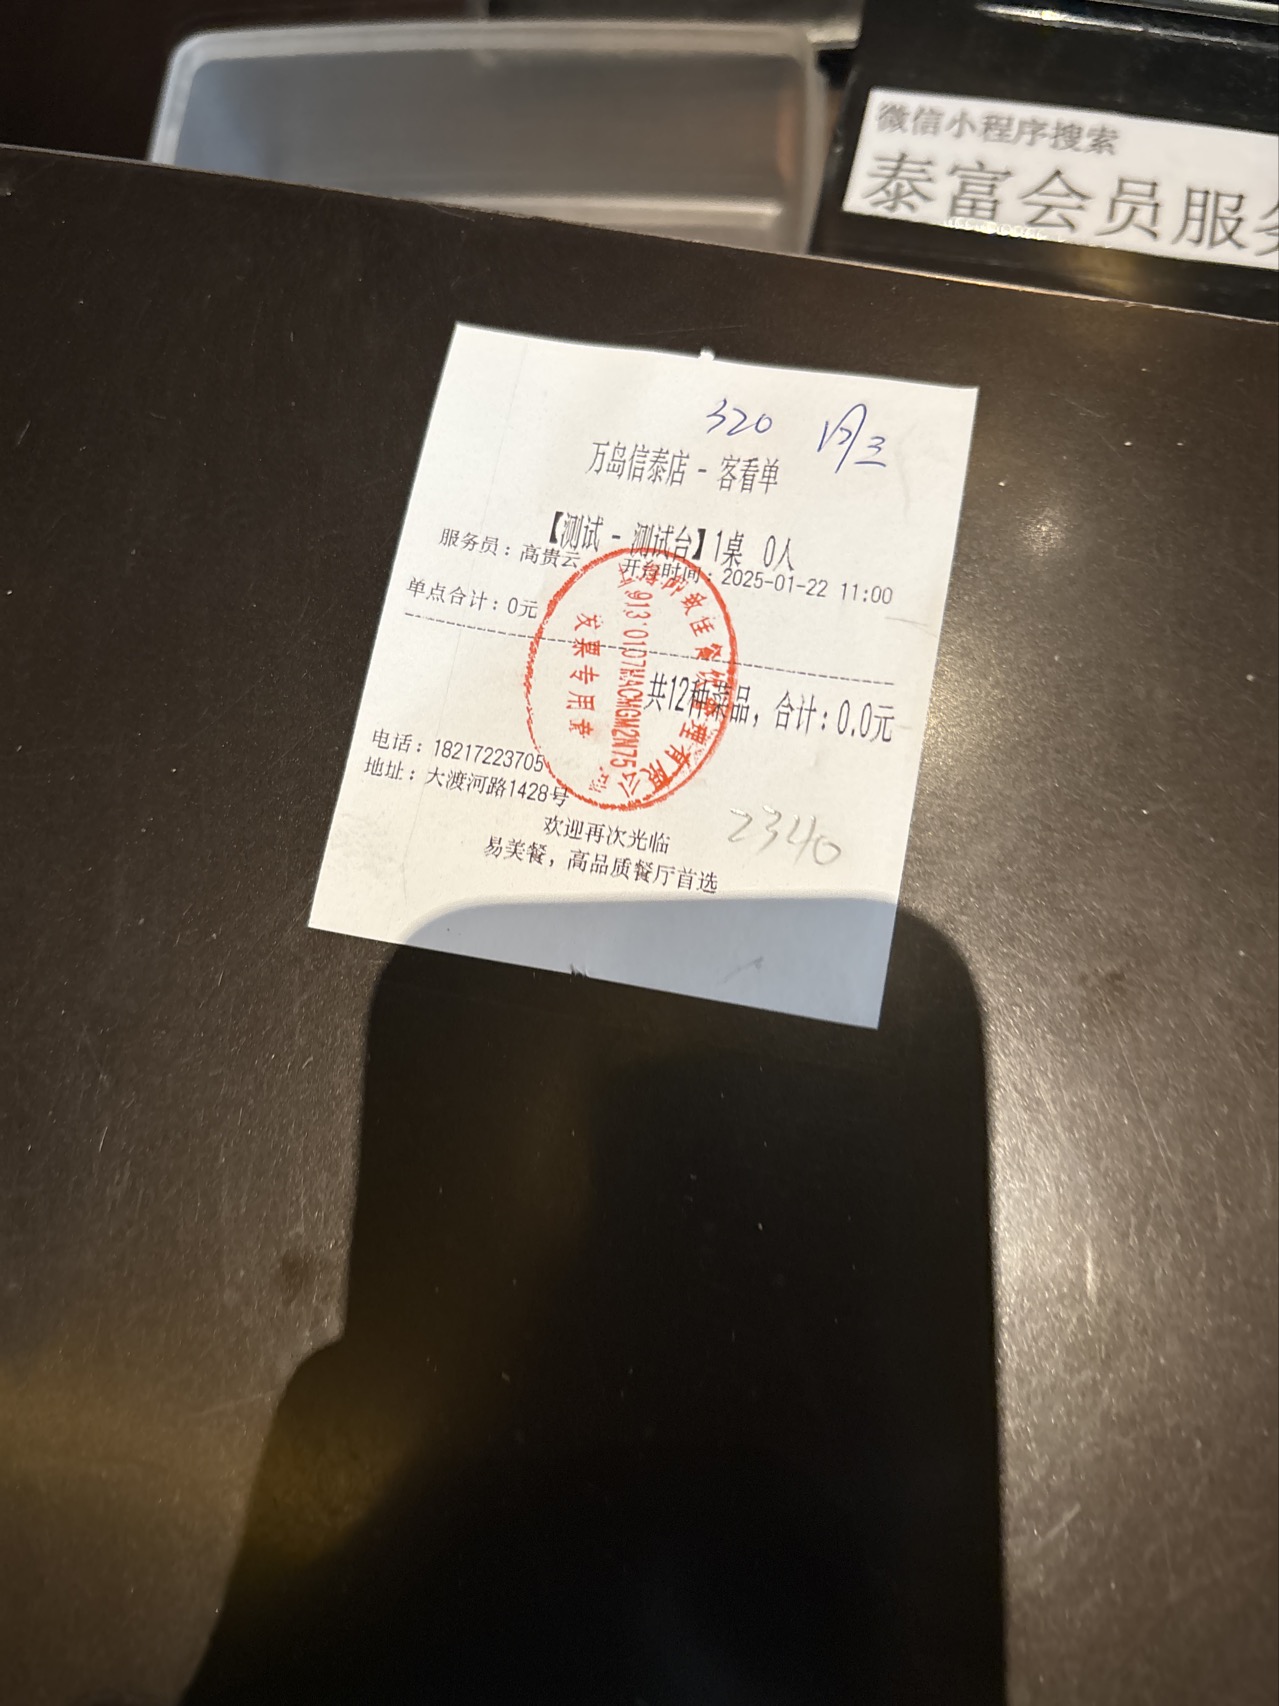 微信小程序搜索
泰富会员服务
320 周三
万岛信泰店 - 客看单
【测试 - 测试台】1桌 0人
服务员：高贵云 开台时间：2025-01-22 11:00
单点合计：0元
共12种菜品，合计：0.0元
发票专用章
电话：18217223705
地址：大渡河路1428号
2340
欢迎再次光临
易美餐，高品质餐厅首选